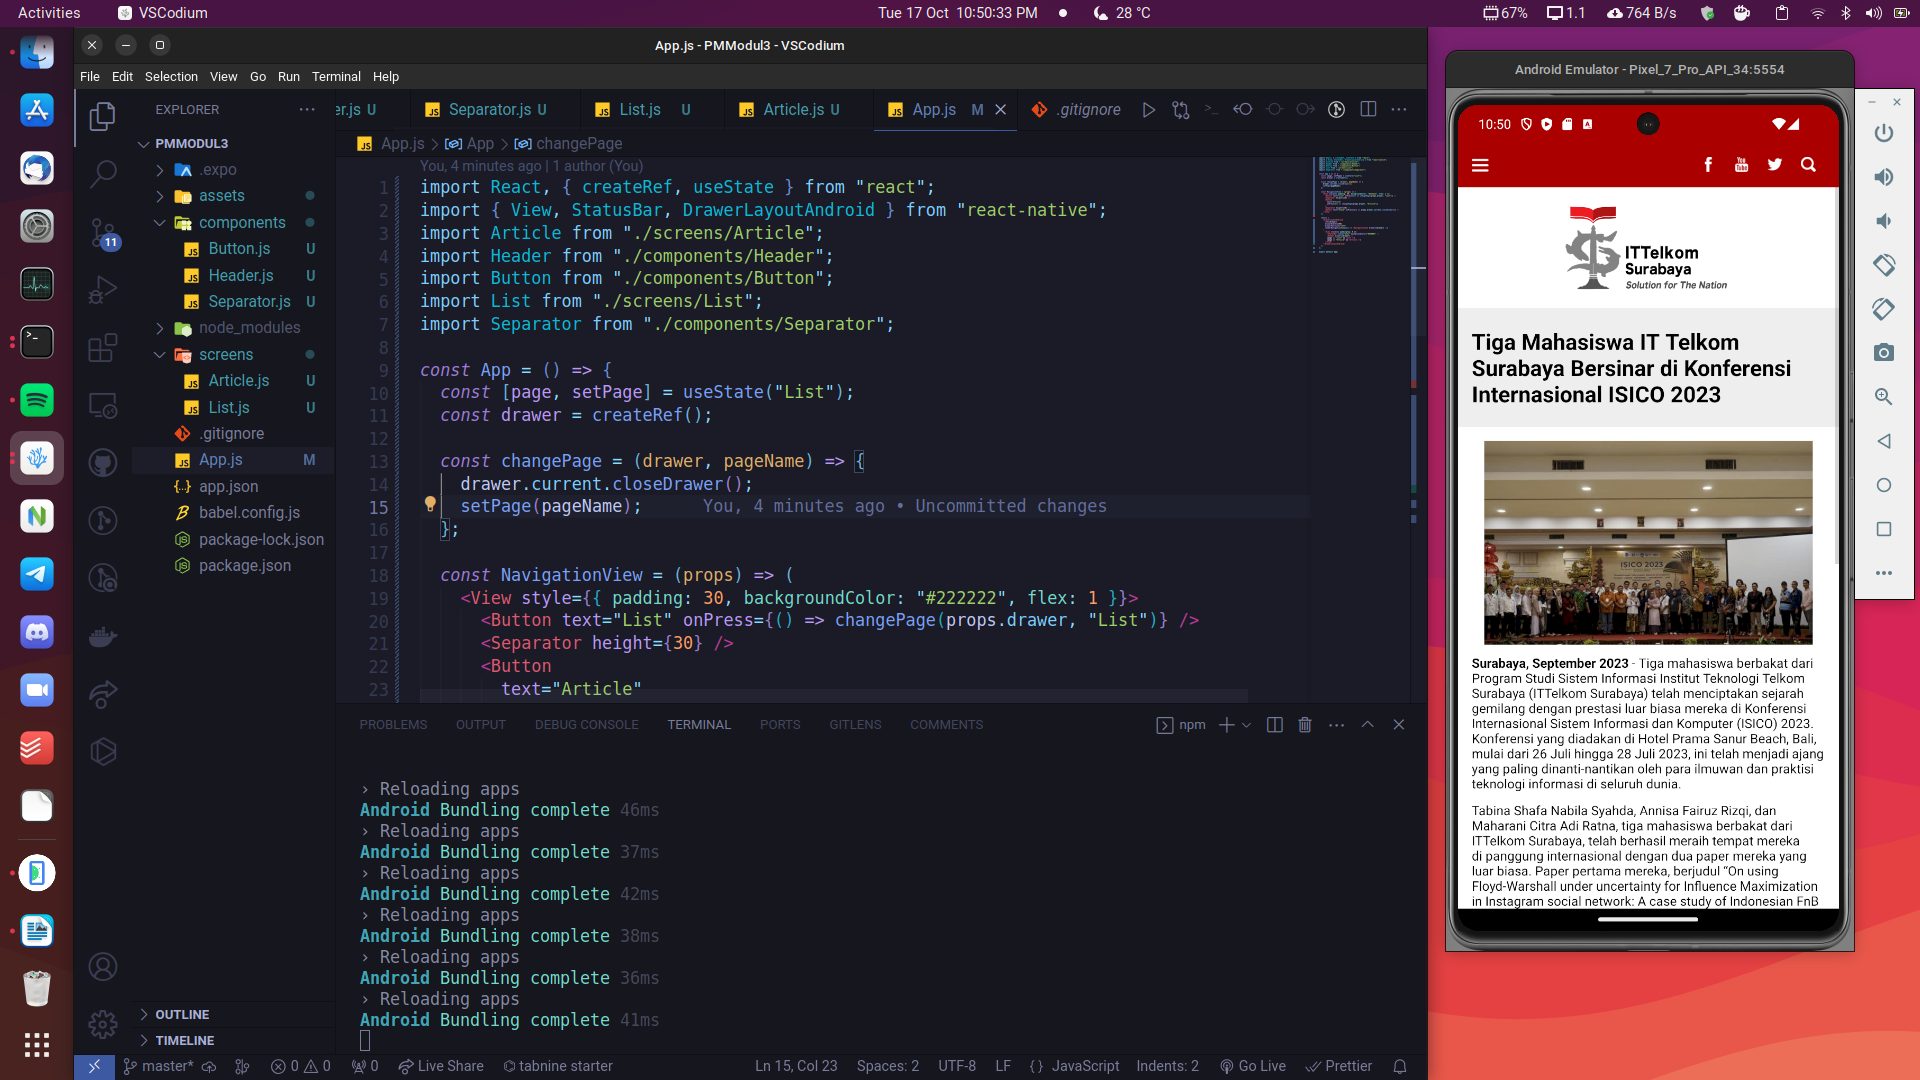 Activities
VSCodium
Tue 17 Oct 10:50:33 PM
28 °C
67%
1.1
764 B/s
App.js - PMModul3 - VSCodium
File Edit Selection View Go Run Terminal Help
EXPLORER
PMMODUL3
.expo
assets
components
Button.js U
Header.js U
Separator.js U
node_modules
screens
Article.js U
List.js U
.gitignore
App.js M
app.json
babel.config.js
package-lock.json
package.json
OUTLINE
TIMELINE
11
er.js U
Separator.js U
List.js U
Article.js U
App.js M
.gitignore
App.js > App > changePage
You, 4 minutes ago | 1 author (You)
1 import React, { createRef, useState } from "react";
2 import { View, StatusBar, DrawerLayoutAndroid } from "react-native";
3 import Article from "./screens/Article";
4 import Header from "./components/Header";
5 import Button from "./components/Button";
6 import List from "./screens/List";
7 import Separator from "./components/Separator";
8
9 const App = () => {
10 const [page, setPage] = useState("List");
11 const drawer = createRef();
12
13 const changePage = (drawer, pageName) => {
14 drawer.current.closeDrawer();
15 setPage(pageName); You, 4 minutes ago • Uncommitted changes
16 };
17
18 const NavigationView = (props) => (
19 <View style={{ padding: 30, backgroundColor: "#222222", flex: 1 }}>
20 <Button text="List" onPress={() => changePage(props.drawer, "List")} />
21 <Separator height={30} />
22 <Button
23 text="Article"
PROBLEMS OUTPUT DEBUG CONSOLE TERMINAL PORTS GITLENS COMMENTS
npm
› Reloading apps
Android Bundling complete 46ms
› Reloading apps
Android Bundling complete 37ms
› Reloading apps
Android Bundling complete 42ms
› Reloading apps
Android Bundling complete 38ms
› Reloading apps
Android Bundling complete 36ms
› Reloading apps
Android Bundling complete 41ms
master*
0 0
0
Live Share
tabnine starter
Ln 15, Col 23
Spaces: 2
UTF-8
LF
{} JavaScript
Indents: 2
Go Live
Prettier
Android Emulator - Pixel_7_Pro_API_34:5554
10:50
ITTelkom
Surabaya
Solution for The Nation
Tiga Mahasiswa IT Telkom
Surabaya Bersinar di Konferensi
Internasional ISICO 2023
ISICO 2023
Surabaya, September 2023 - Tiga mahasiswa berbakat dari
Program Studi Sistem Informasi Institut Teknologi Telkom
Surabaya (ITTelkom Surabaya) telah menciptakan sejarah
gemilang dengan prestasi luar biasa mereka di Konferensi
Internasional Sistem Informasi dan Komputer (ISICO) 2023.
Konferensi yang diadakan di Hotel Prama Sanur Beach, Bali,
mulai dari 26 Juli hingga 28 Juli 2023, ini telah menjadi ajang
yang paling dinanti-nantikan oleh para ilmuwan dan praktisi
teknologi informasi di seluruh dunia.
Tabina Shafa Nabila Syahda, Annisa Fairuz Rizqi, dan
Maharani Citra Adi Ratna, tiga mahasiswa berbakat dari
ITTelkom Surabaya, telah berhasil meraih tempat mereka
di panggung internasional dengan dua paper mereka yang
luar biasa. Paper pertama mereka, berjudul “On using
Floyd-Warshall under uncertainty for Influence Maximization
in Instagram social network: A case study of Indonesian FnB